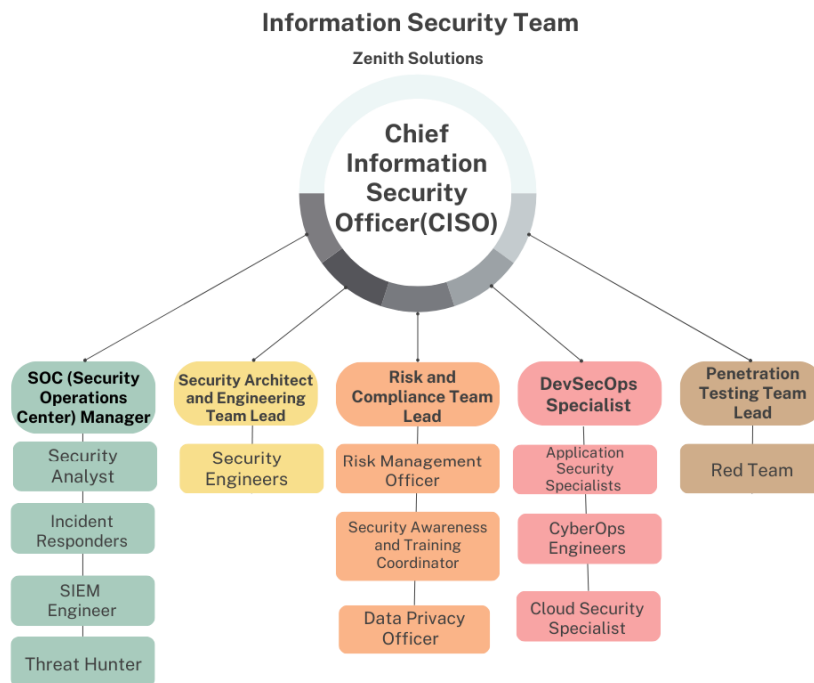 Information Security Team
Zenith Solutions
Chief
Information
Security
Officer(CISO)
SOC (Security
Operations
Center) Manager
Security
Analyst
Incident
Responders
SIEM
Engineer
Threat Hunter
Security Architect
and Engineering
Team Lead
Security
Engineers
Risk and
Compliance Team
Lead
Risk Management
Officer
Security Awareness
and Training
Coordinator
Data Privacy
Officer
DevSecOps
Specialist
Application
Security
Specialists
CyberOps
Engineers
Cloud Security
Specialist
Penetration
Testing Team
Lead
Red Team